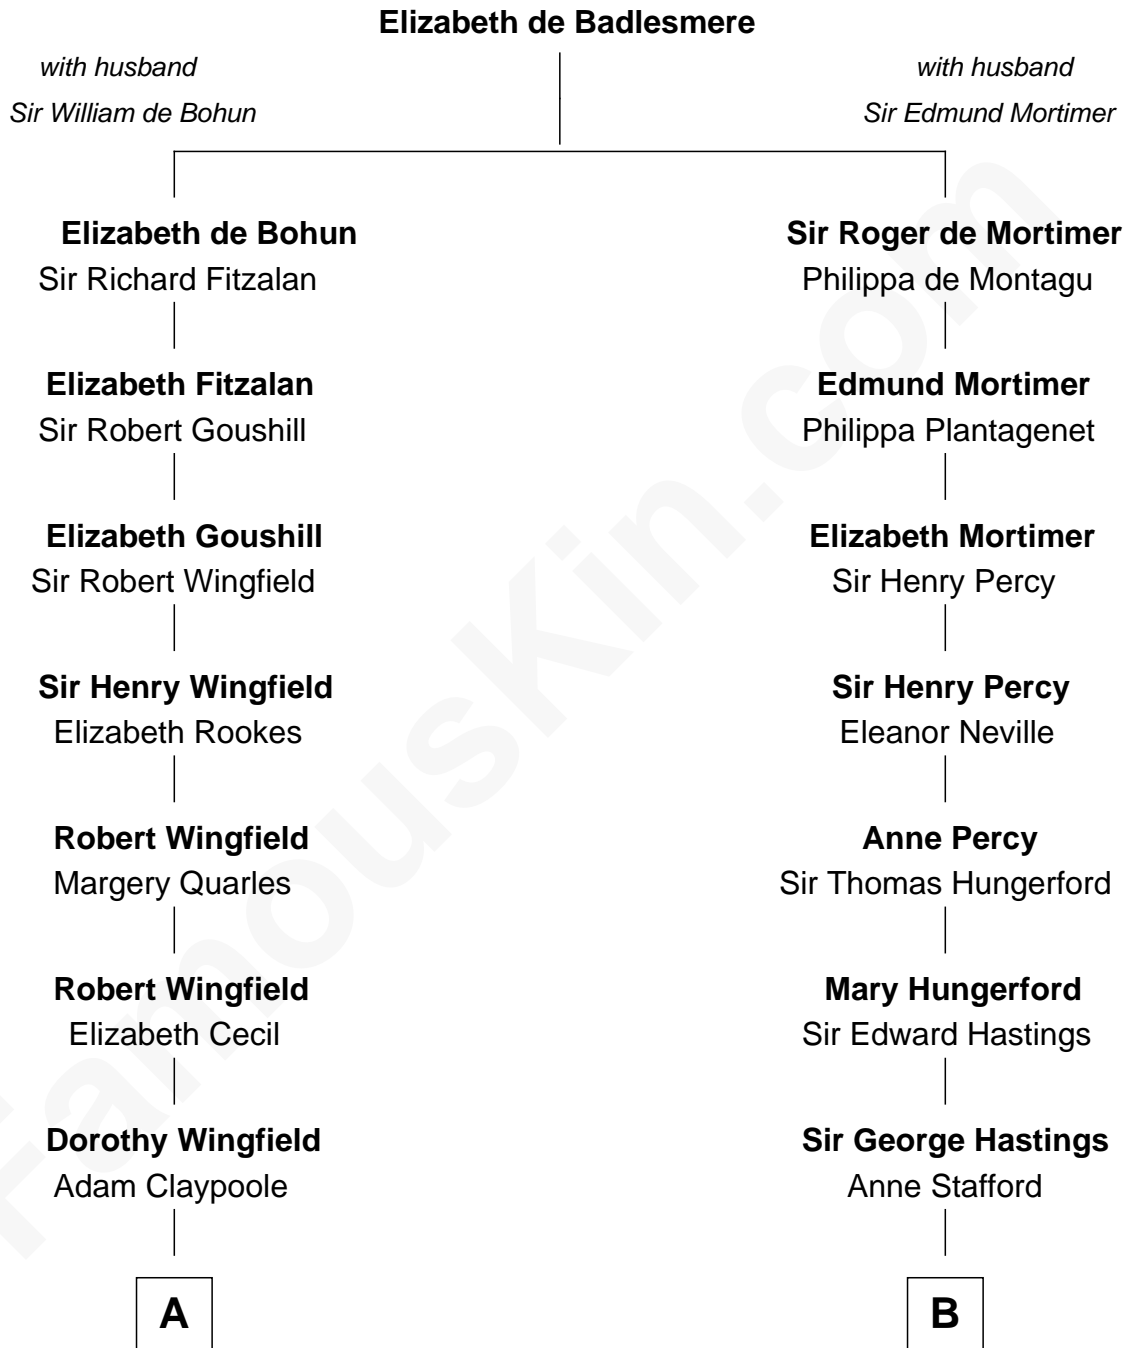 Elizabeth de Badlesmere
with husband
Sir William de Bohun
with husband
Sir Edmund Mortimer
Elizabeth de Bohun
Sir Richard Fitzalan
Sir Roger de Mortimer
Philippa de Montagu
Elizabeth Fitzalan
Sir Robert Goushill
Edmund Mortimer
Philippa Plantagenet
Elizabeth Goushill
Sir Robert Wingfield
Elizabeth Mortimer
Sir Henry Percy
Sir Henry Wingfield
Elizabeth Rookes
Sir Henry Percy
Eleanor Neville
Robert Wingfield
Margery Quarles
Anne Percy
Sir Thomas Hungerford
Robert Wingfield
Elizabeth Cecil
Mary Hungerford
Sir Edward Hastings
Dorothy Wingfield
Adam Claypoole
Sir George Hastings
Anne Stafford
A
B
FamousKin.com